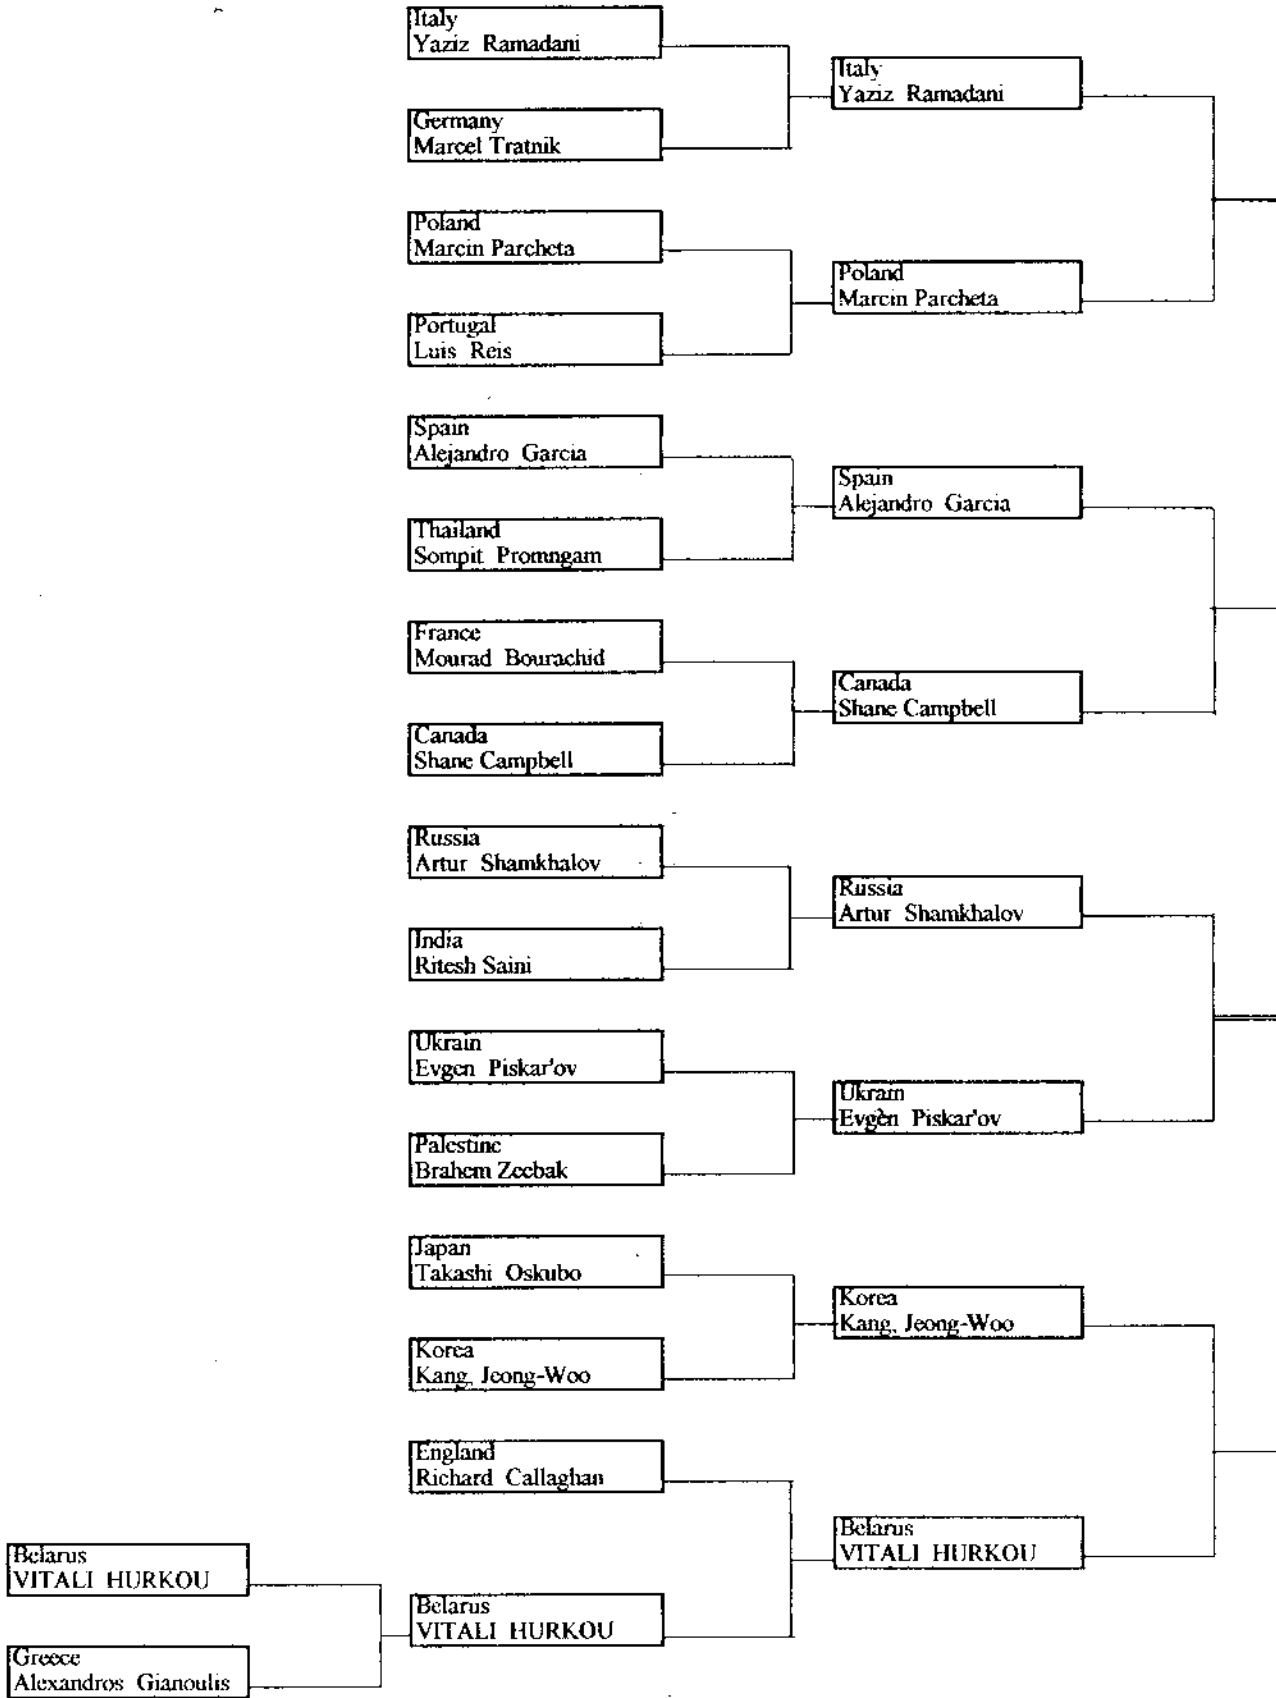 Italy
Yaziz Ramadani
Germany
Marcel Tratnik
Poland
Marcin Parcheta
Portugal
Luis Reis
Spain
Alejandro Garcia
Thailand
Sompit Promngam
France
Mourad Bourachid
Canada
Shane Campbell
Russia
Artur Shamkhalov
India
Ritesh Saini
Ukrain
Evgen Piskar'ov
Palestine
Brahem Zeebak
Japan
Takashi Oskubo
Korea
Kang, Jeong-Woo
England
Richard Callaghan
Belarus
VITALI HURKOU
Greece
Alexandros Gianoulis
Belarus
VITALI HURKOU
Italy
Yaziz Ramadani
Poland
Marcin Parcheta
Spain
Alejandro Garcia
Canada
Shane Campbell
Russia
Artur Shamkhalov
Ukrain
Evgen Piskar'ov
Korea
Kang, Jeong-Woo
Belarus
VITALI HURKOU